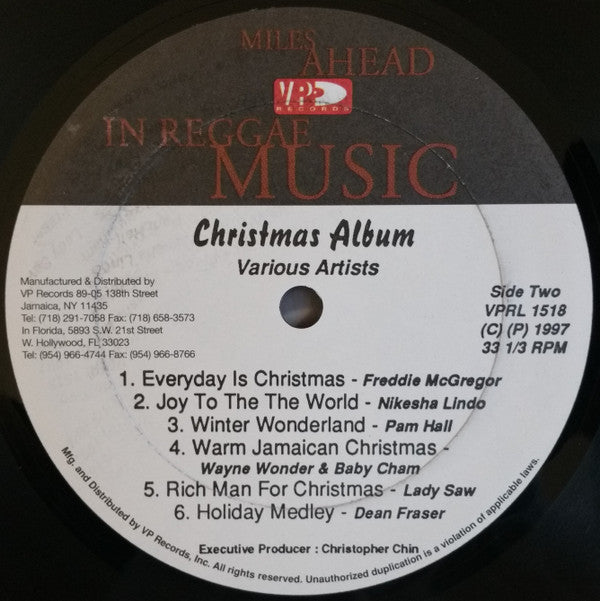 MILES
AHEAD
VP
RECORDS
IN REGGAE
MUSIC
Christmas Album
Various Artists
Manufactured & Distributed by
VP Records 89-05 138th Street
Jamaica, NY 11435
Tel: (718) 291-7058 Fax: (718) 658-3573
In Florida, 5893 S.W. 21st Street
W. Hollywood, FL 33023
Tel: (954) 966-4744 Fax: (954) 966-8766
Side Two
VPRL 1518
(C) (P) 1997
33 1/3 RPM
1. Everyday Is Christmas - Freddie McGregor
2. Joy To The The World - Nikesha Lindo
3. Winter Wonderland - Pam Hall
4. Warm Jamaican Christmas -
Wayne Wonder & Baby Cham
5. Rich Man For Christmas - Lady Saw
6. Holiday Medley - Dean Fraser
Executive Producer : Christopher Chin
Mfg. and Distributed by VP Records, Inc. All rights reserved. Unauthorized duplication is a violation of applicable laws.